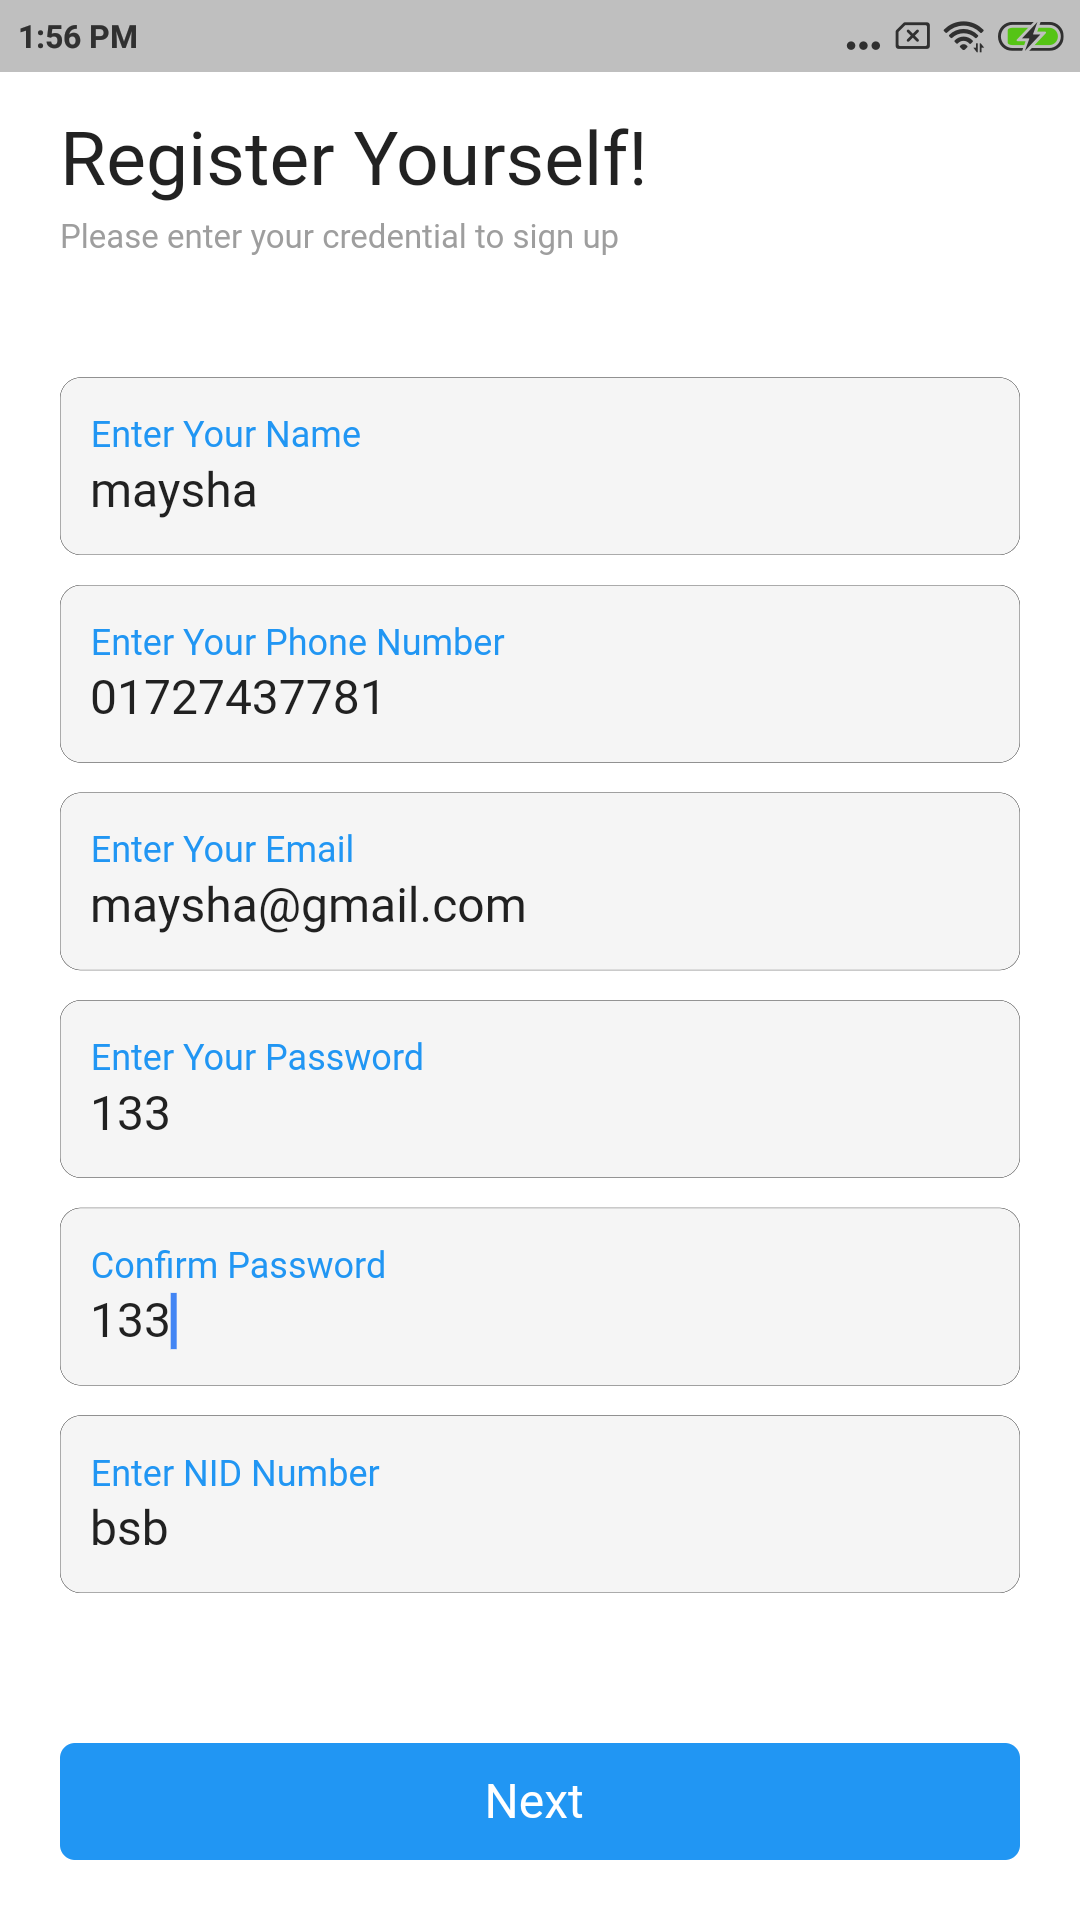 1:56 PM
Register Yourself!
Please enter your credential to sign up
Enter Your Name
maysha
Enter Your Phone Number
01727437781
Enter Your Email
maysha@gmail.com
Enter Your Password
133
Confirm Password
133
Enter NID Number
bsb
Next